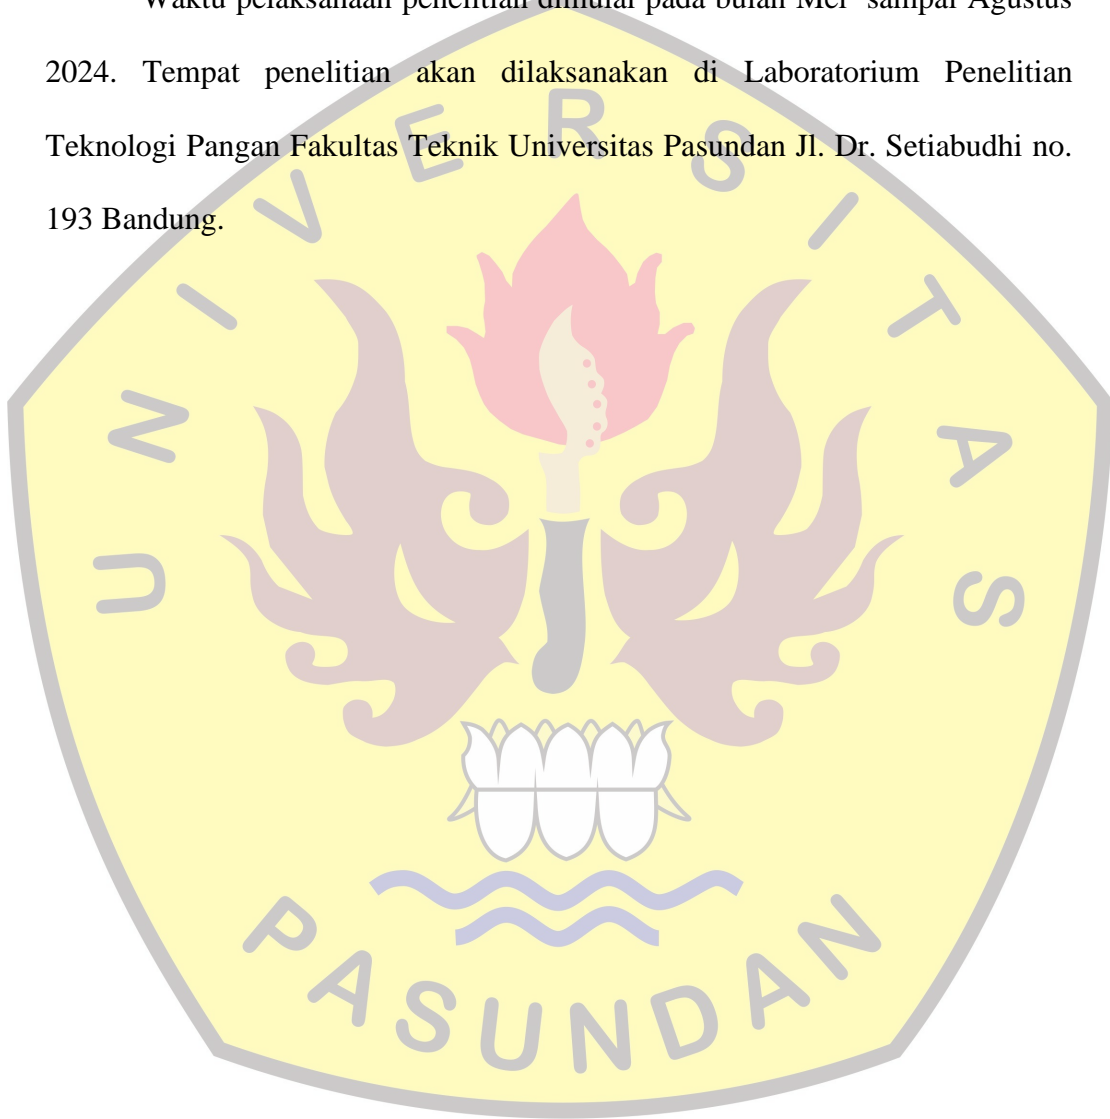 Waktu pelaksanaan penelitian dimulai pada bulan Mei sampai Agustus
2024. Tempat penelitian akan dilaksanakan di Laboratorium Penelitian
Teknologi Pangan Fakultas Teknik Universitas Pasundan Jl. Dr. Setiabudhi no.
193 Bandung.
UNIVERSITAS
PASUNDAN